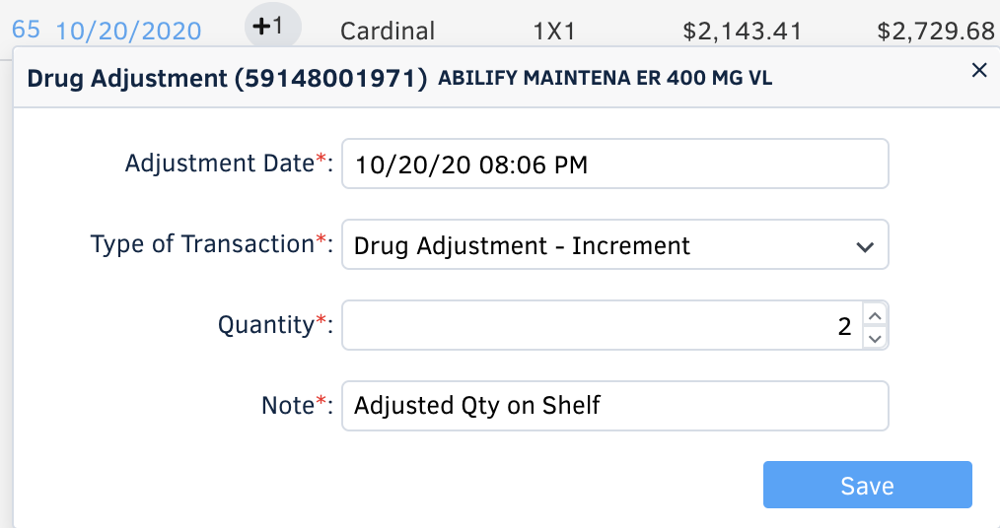 65 10/20/2020 +1 Cardinal 1X1 $2,143.41 $2,729.68
Drug Adjustment (59148001971) ABILIFY MAINTENA ER 400 MG VL
Adjustment Date*: 10/20/20 08:06 PM
Type of Transaction*: Drug Adjustment - Increment
Quantity*: 2
Note*: Adjusted Qty on Shelf
Save